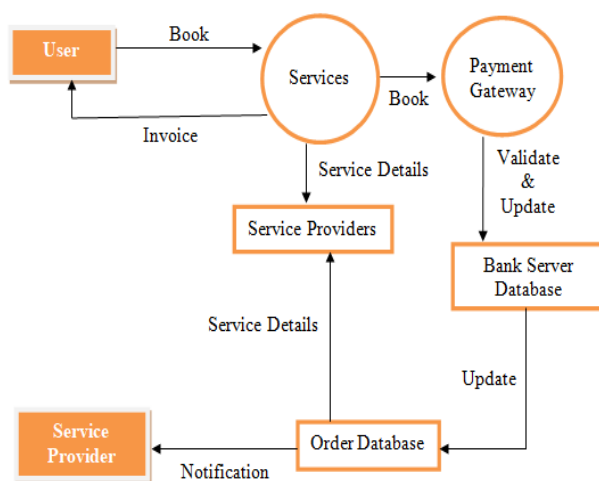 User
Book
Services
Payment
Gateway
Book
Invoice
Validate
&
Update
Service Details
Service Providers
Bank Server
Database
Service Details
Update
Service
Provider
Order Database
Notification